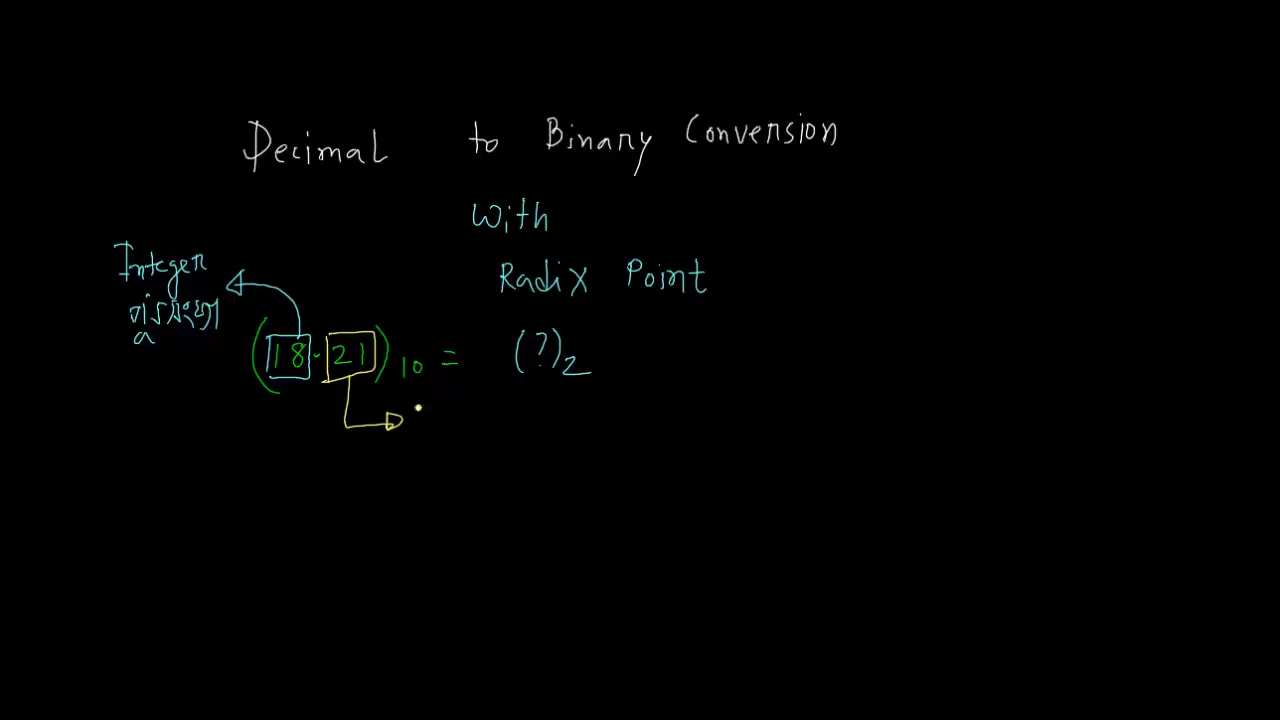 Decimal to Binary Conversion
With
Radix Point
Integer
(18.21)10 = (?)2